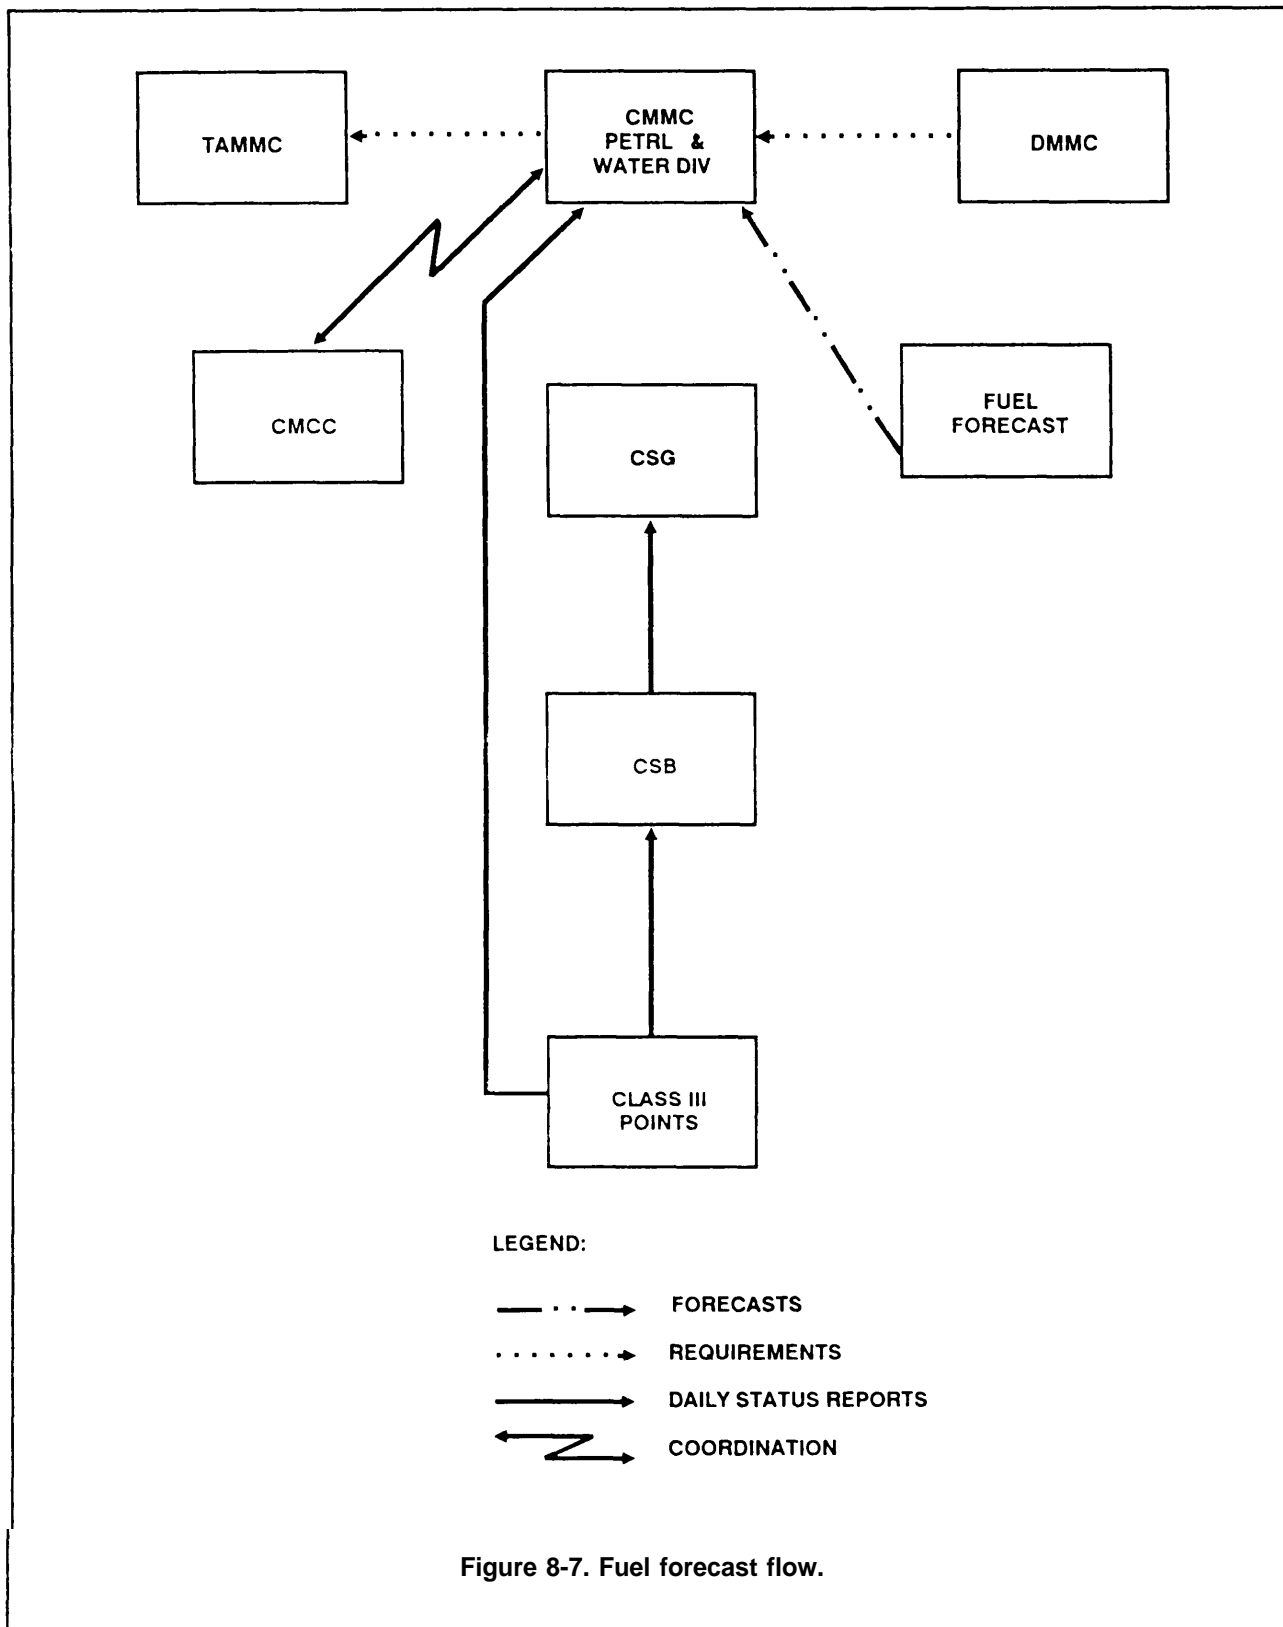 TAMMC
CMMC
PETRL &
WATER DIV
DMMC
CMCC
CSG
FUEL
FORECAST
CSB
CLASS III
POINTS
LEGEND:
FORECASTS
REQUIREMENTS
DAILY STATUS REPORTS
COORDINATION
Figure 8-7. Fuel forecast flow.